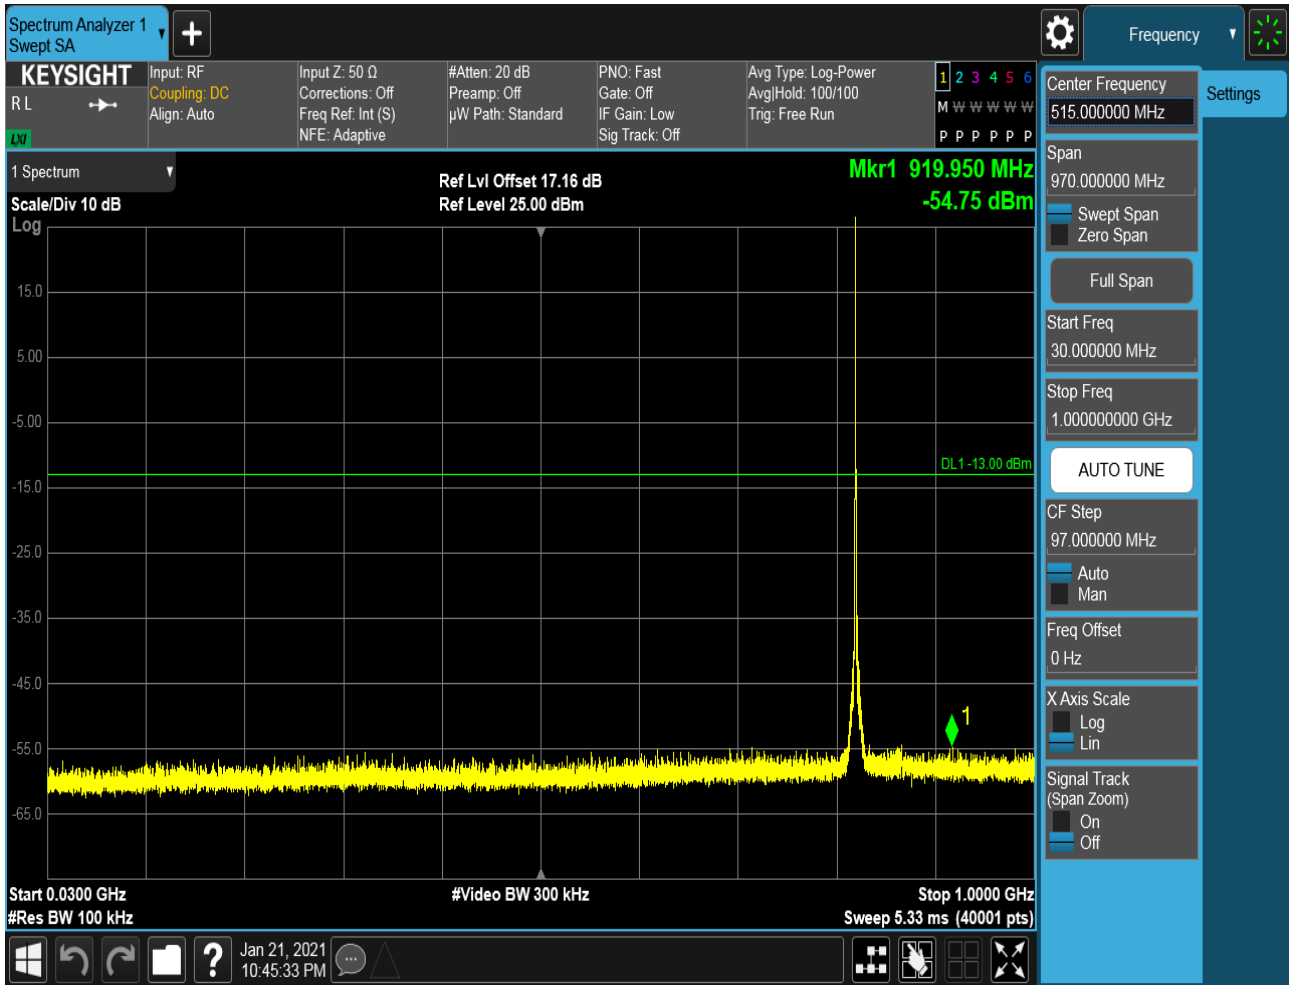 Spectrum Analyzer 1
Swept SA
Frequency
KEYSIGHT
R L
LXI
Input: RF
Coupling: DC
Align: Auto
Input Z: 50 Ω
Corrections: Off
Freq Ref: Int (S)
NFE: Adaptive
#Atten: 20 dB
Preamp: Off
µW Path: Standard
PNO: Fast
Gate: Off
IF Gain: Low
Sig Track: Off
Avg Type: Log-Power
Avg|Hold: 100/100
Trig: Free Run
1 2 3 4 5 6
M W W W W W
P P P P P P
1 Spectrum
Scale/Div 10 dB
Log
Ref Lvl Offset 17.16 dB
Ref Level 25.00 dBm
Mkr1 919.950 MHz
-54.75 dBm
15.0
5.00
-5.00
-15.0
-25.0
-35.0
-45.0
-55.0
-65.0
DL1 -13.00 dBm
1
Start 0.0300 GHz
#Res BW 100 kHz
#Video BW 300 kHz
Stop 1.0000 GHz
Sweep 5.33 ms (40001 pts)
Jan 21, 2021
10:45:33 PM
?
Center Frequency
515.000000 MHz
Settings
Span
970.000000 MHz
Swept Span
Zero Span
Full Span
Start Freq
30.000000 MHz
Stop Freq
1.000000000 GHz
AUTO TUNE
CF Step
97.000000 MHz
Auto
Man
Freq Offset
0 Hz
X Axis Scale
Log
Lin
Signal Track
(Span Zoom)
On
Off